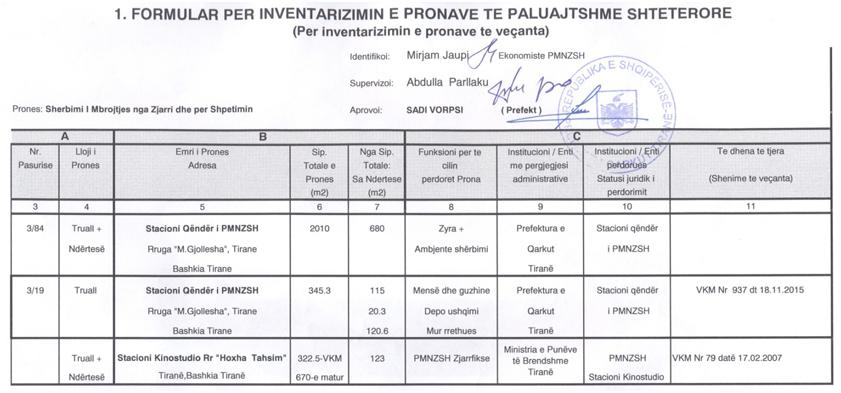 1. FORMULAR PER INVENTARIZIMIN E PRONAVE TE PALUAJTSHME SHTETERORE
(Per inventarizimin e pronave te veçanta)
Identifikoi: Mirjam Jaupi Ekonomiste PMNZSH
Supervizoi: Abdulla Parllaku
Prones: Sherbimi I Mbrojtjes nga Zjarri dhe per Shpetimin Aprovoi: SADI VORPSI ( Prefekt )
REPUBLIKA E SHQIPËRISË
A B C
Nr. Pasurise
Lloji i Prones
Emri i Prones Adresa
Sip. Totale e Prones (m2)
Nga Sip. Totale: Sa Ndertese (m2)
Funksioni per te cilin perdoret Prona
Institucioni / Enti me pergjegjesi administrative
Institucioni / Enti perdorues Statusi juridik i perdorimit
Te dhena te tjera (Shenime te veçanta)
3 4 5 6 7 8 9 10 11
3/84 Truall + Stacioni Qëndër i PMNZSH 2010 680 Zyra + Prefektura e Stacioni qëndër
Ndërtesë Rruga "M.Gjollesha", Tirane Ambjente shërbimi Qarkut i PMNZSH
Bashkia Tirane Tiranë
3/19 Truall Stacioni Qëndër i PMNZSH 345.3 115 Mensë dhe guzhine Prefektura e Stacioni qëndër VKM Nr 937 dt 18.11.2015
Rruga "M.Gjollesha", Tirane 20.3 Depo ushqimi Qarkut i PMNZSH
Bashkia Tirane 120.6 Mur rrethues Tiranë
Truall + Stacioni Kinostudio Rr "Hoxha Tahsim" 322.5-VKM 123 PMNZSH Zjarrfikse Ministria e Punëve të Brendshme Tiranë PMNZSH VKM Nr 79 datë 17.02.2007
Ndërtesë Tiranë,Bashkia Tiranë 670-e matur Stacioni Kinostudio